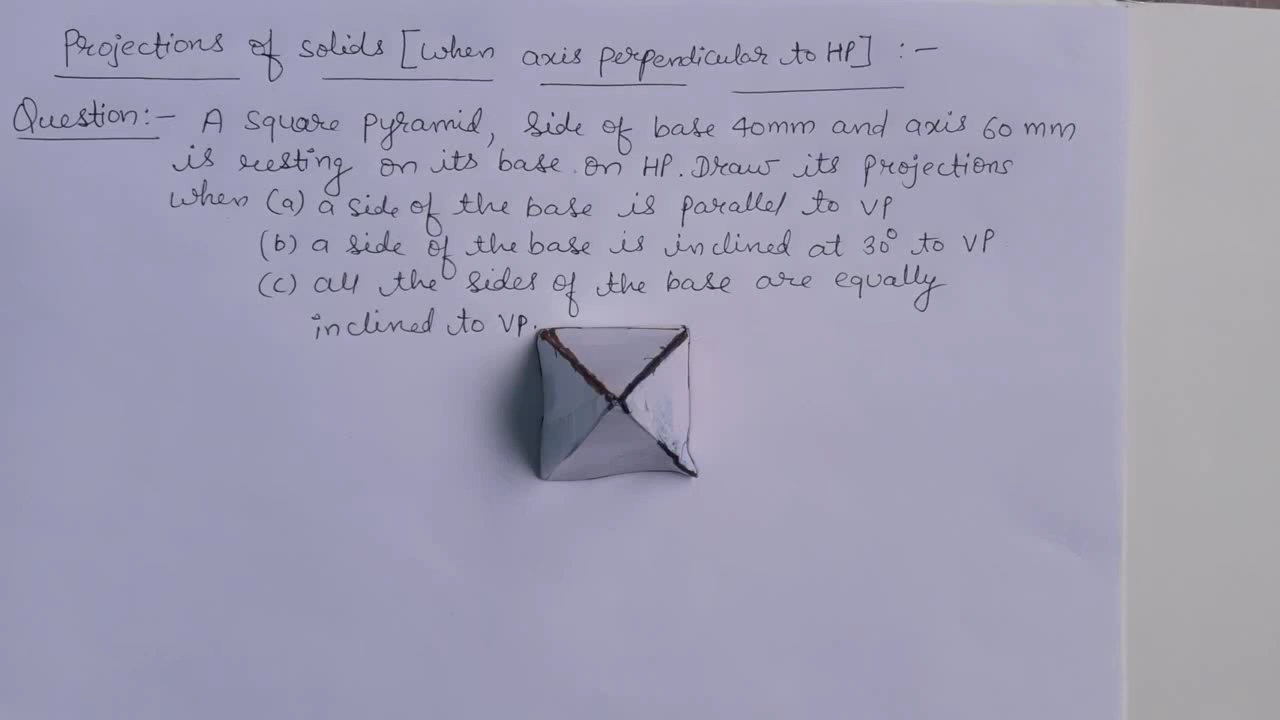 Projections of solids [when axis perpendicular to HP] :-
Question:- A square pyramid, side of base 40mm and axis 60 mm
is resting on its base on HP. Draw its projections
when (a) a side of the base is parallel to VP
(b) a side of the base is inclined at 30° to VP
(c) all the sides of the base are equally
inclined to VP.